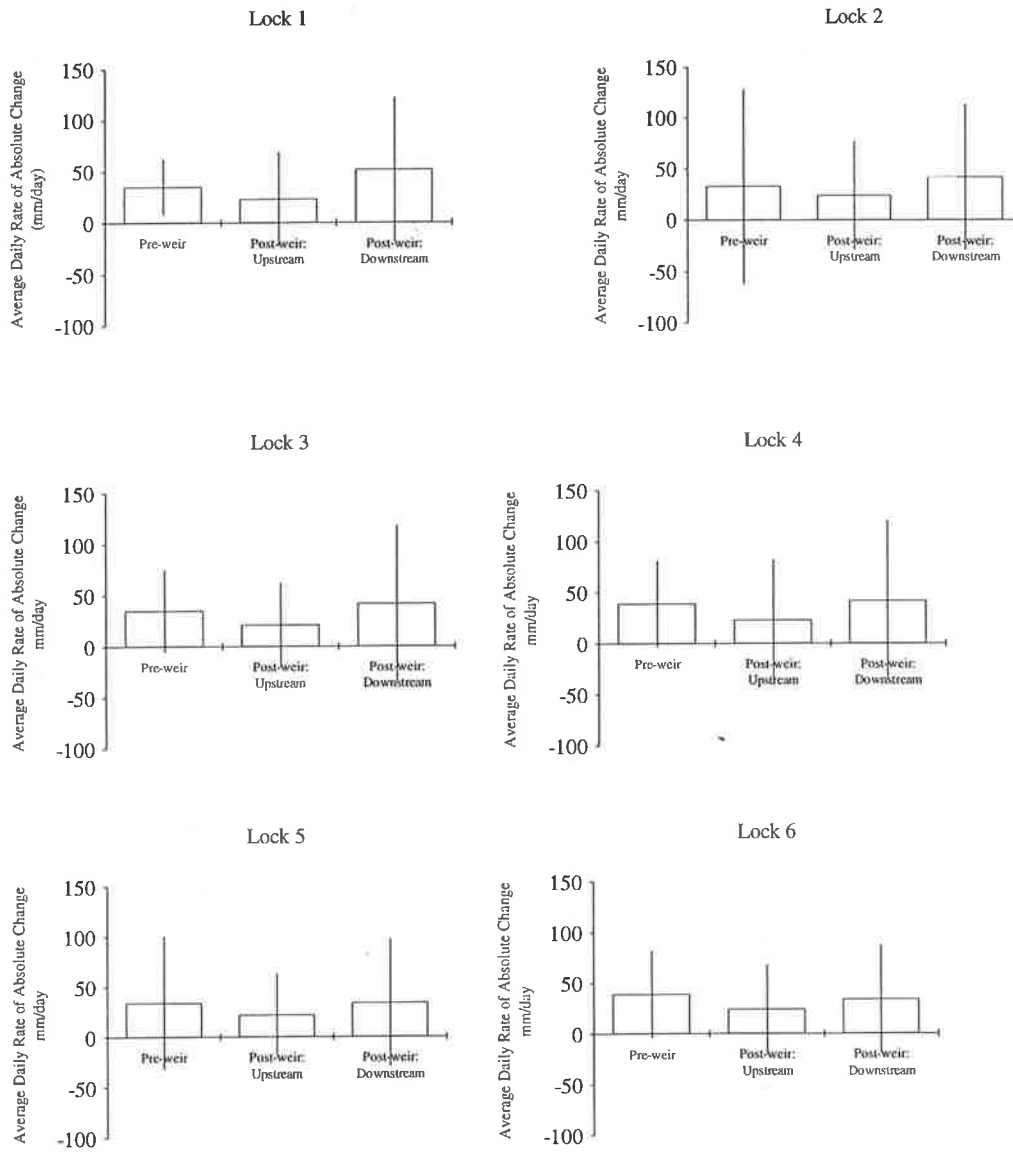 Lock 1
Average Daily Rate of Absolute Change
(mm/day)
150
100
50
0
-50
-100
Pre-weir
Post-weir:
Upstream
Post-weir:
Downstream
Lock 2
Average Daily Rate of Absolute Change
mm/day
150
100
50
0
-50
-100
Pre-weir
Post-weir:
Upstream
Post-weir:
Downstream
Lock 3
Average Daily Rate of Absolute Change
mm/day
150
100
50
0
-50
-100
Pre-weir
Post-weir:
Upstream
Post-weir:
Downstream
Lock 4
Average Daily Rate of Absolute Change
mm/day
150
100
50
0
-50
-100
Pre-weir
Post-weir:
Upstream
Post-weir:
Downstream
Lock 5
Average Daily Rate of Absolute Change
mm/day
150
100
50
0
-50
-100
Pre-weir
Post-weir:
Upstream
Post-weir:
Downstream
Lock 6
Average Daily Rate of Absolute Change
mm/day
150
100
50
0
-50
-100
Pre-weir
Post-weir:
Upstream
Post-weir:
Downstream